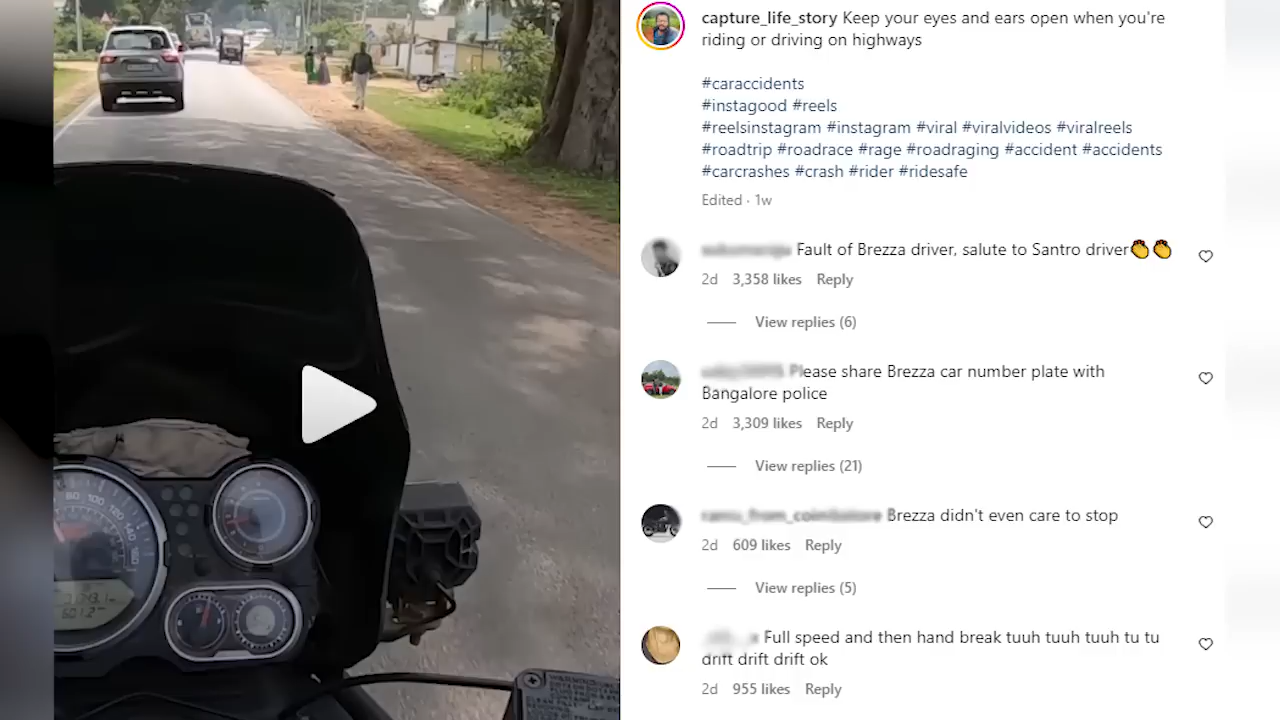 capture_life_story Keep your eyes and ears open when you're
riding or driving on highways
#caraccidents
#instagood #reels
#reelsinstagram #instagram #viral #viralvideos #viralreels
#roadtrip #roadrace #rage #roadraging #accident #accidents
#carcrashes #crash #rider #ridesafe
Edited · 1w
Fault of Brezza driver, salute to Santro driver👏👏
2d 3,358 likes Reply
View replies (6)
Please share Brezza car number plate with
Bangalore police
2d 3,309 likes Reply
View replies (21)
Brezza didn't even care to stop
2d 609 likes Reply
View replies (5)
Full speed and then hand break tuuh tuuh tuuh tu tu
drift drift drift ok
2d 955 likes Reply
80 100 120 140 160